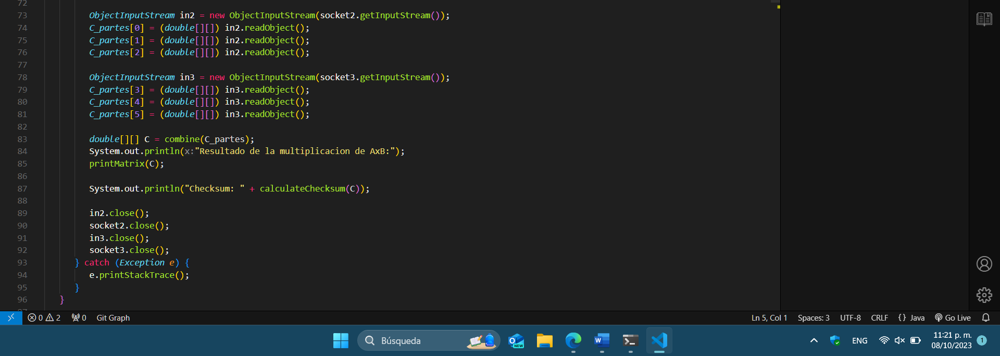 72
73 ObjectInputStream in2 = new ObjectInputStream(socket2.getInputStream());
74 C_partes[0] = (double[][]) in2.readObject();
75 C_partes[1] = (double[][]) in2.readObject();
76 C_partes[2] = (double[][]) in2.readObject();
77
78 ObjectInputStream in3 = new ObjectInputStream(socket3.getInputStream());
79 C_partes[3] = (double[][]) in3.readObject();
80 C_partes[4] = (double[][]) in3.readObject();
81 C_partes[5] = (double[][]) in3.readObject();
82
83 double[][] C = combine(C_partes);
84 System.out.println(x:"Resultado de la multiplicacion de AxB:");
85 printMatrix(C);
86
87 System.out.println("Checksum: " + calculateChecksum(C));
88
89 in2.close();
90 socket2.close();
91 in3.close();
92 socket3.close();
93 } catch (Exception e) {
94 e.printStackTrace();
95 }
96 }
97
0 2 0 Git Graph Ln 5, Col 1 Spaces: 3 UTF-8 CRLF {} Java Go Live
Búsqueda NEW ENG 11:21 p. m. 1
08/10/2023